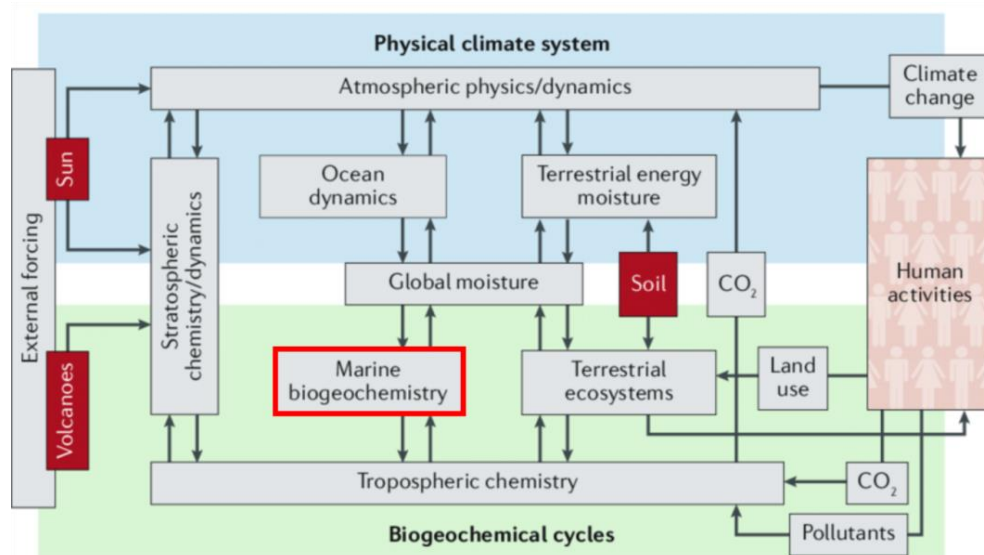 Physical climate system
Atmospheric physics/dynamics
Climate
change
External forcing
Sun
Ocean
dynamics
Terrestrial energy
moisture
Stratospheric
chemistry/dynamics
Global moisture
Soil
CO₂
Human
activities
Volcanoes
Marine
biogeochemistry
Terrestrial
ecosystems
Land
use
Tropospheric chemistry
CO₂
Pollutants
Biogeochemical cycles